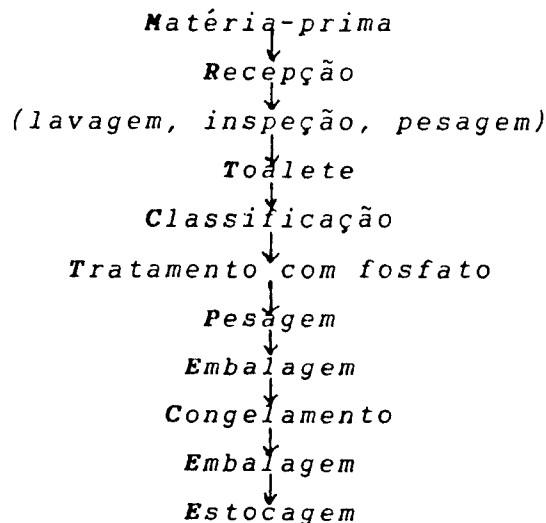 Matéria-prima
Recepção
(lavagem, inspeção, pesagem)
Toalete
Classificação
Tratamento com fosfato
Pesagem
Embalagem
Congelamento
Embalagem
Estocagem